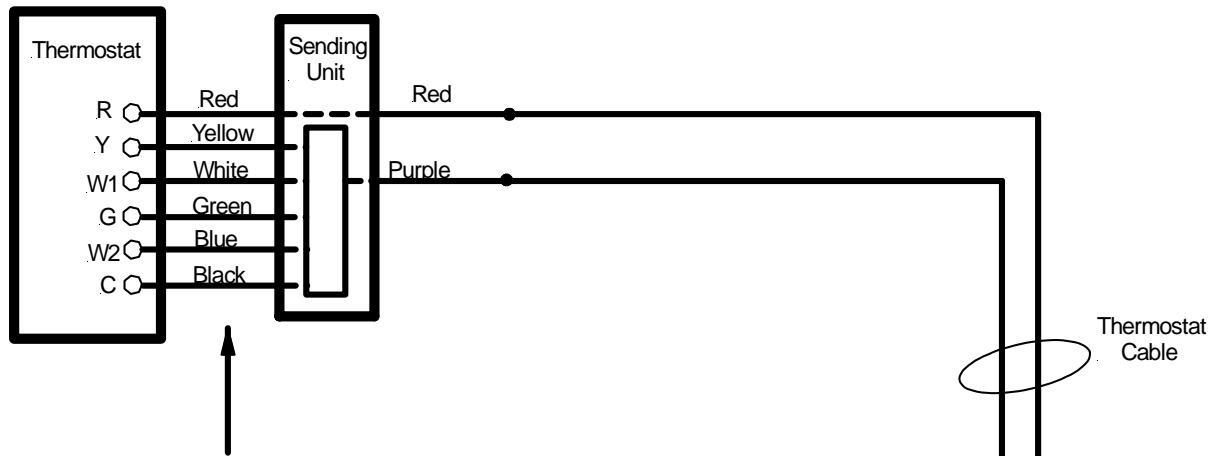 Thermostat
Sending
Unit
R
Red
Red
Y
Yellow
W1
White
Purple
G
Green
W2
Blue
C
Black
Thermostat
Cable